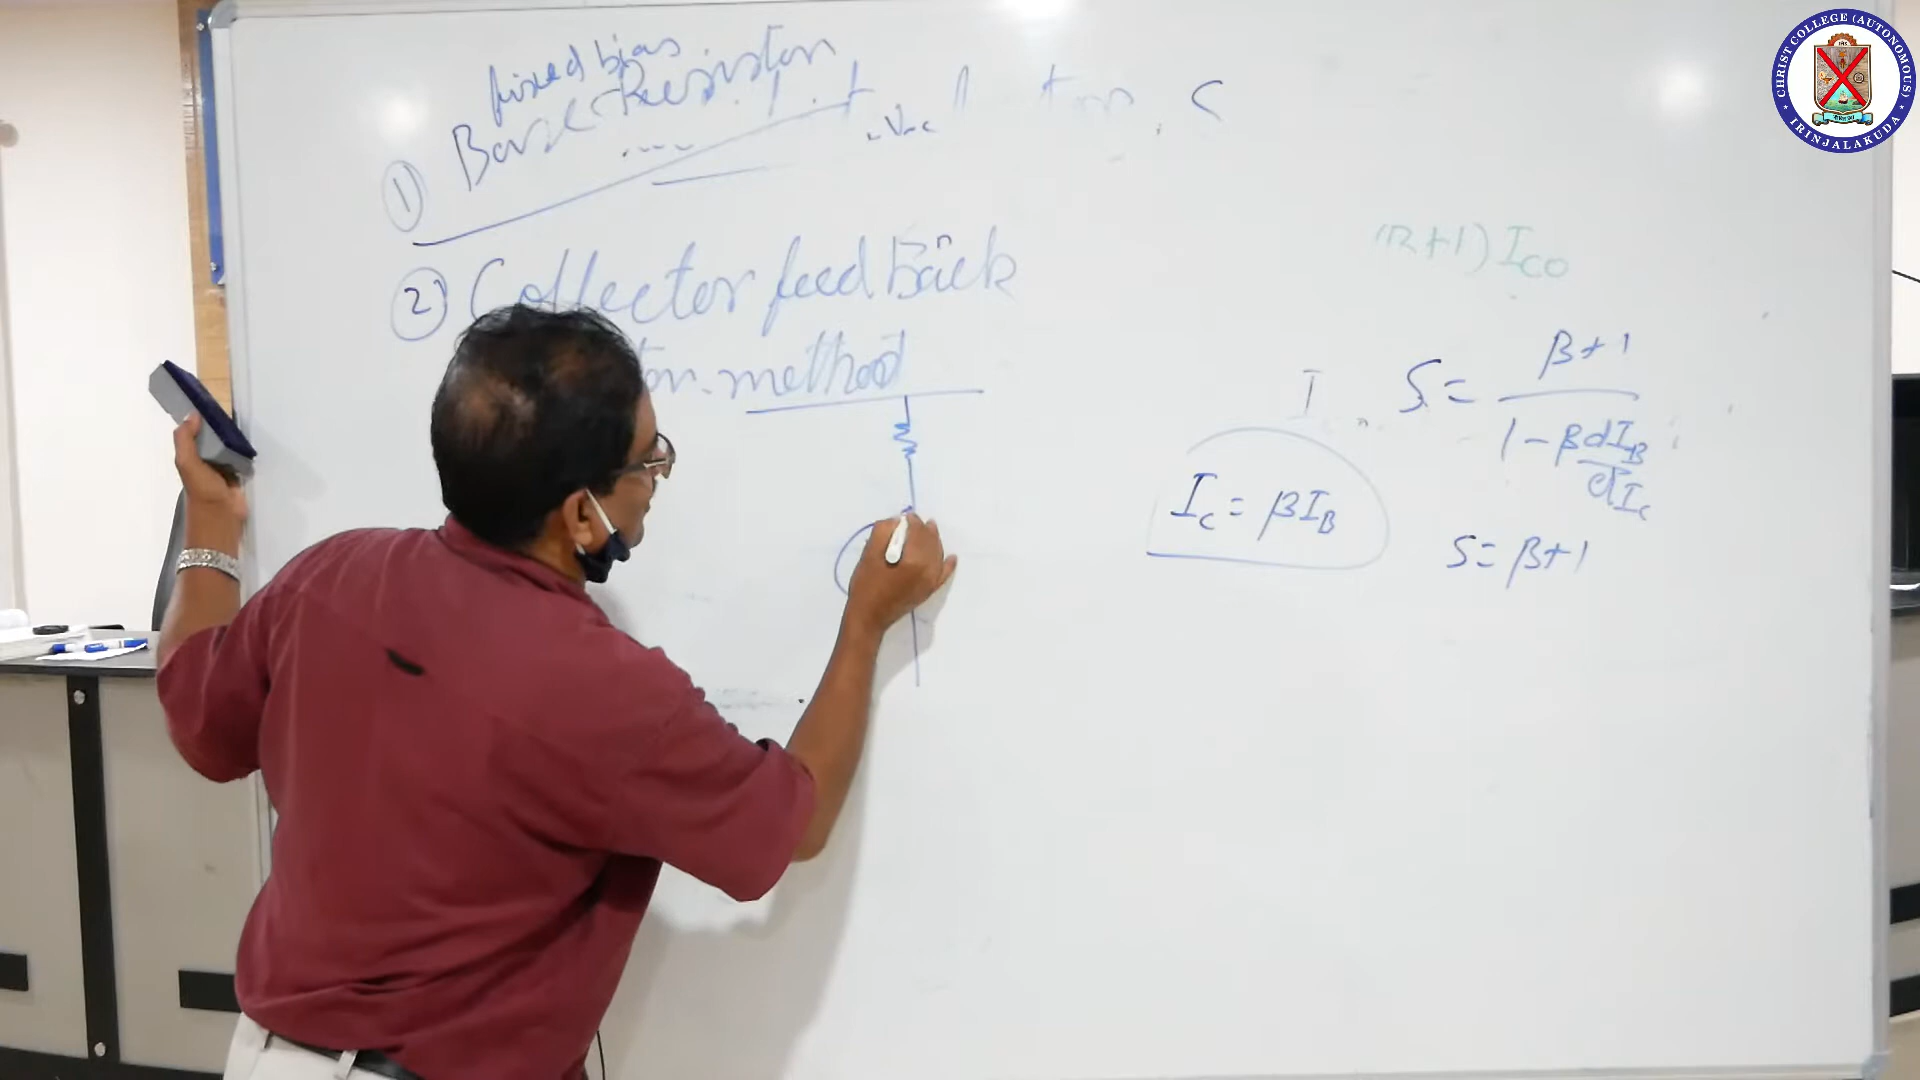 fixed bias
① Base Resistor
② Collector feed Back
method
(B+1) I_CO
S = β+1
1 - β dI_B
dI_C
I_C = βI_B
S = β+1
CHRIST COLLEGE (AUTONOMOUS)
IRINJALAKUDA